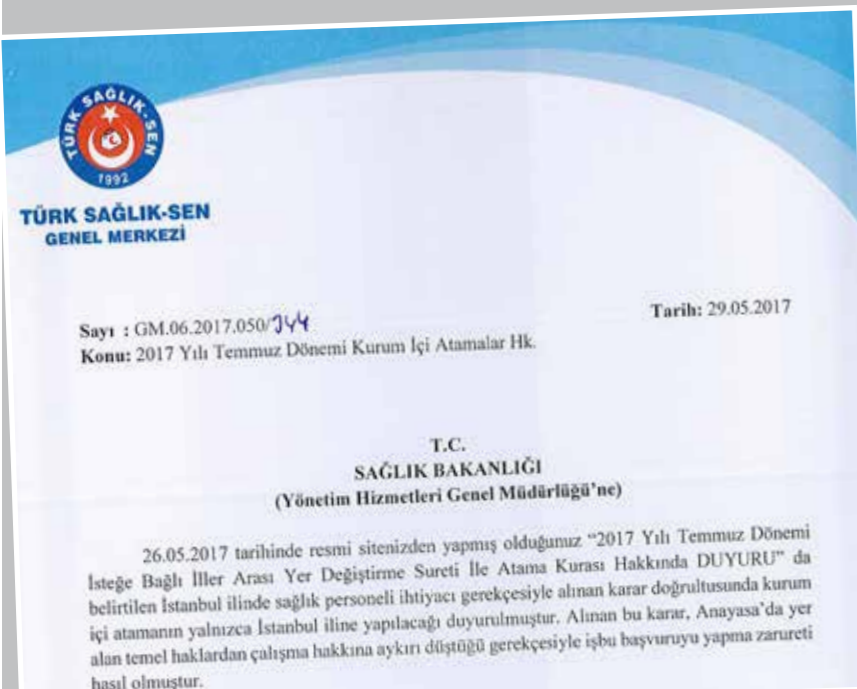 TÜRK SAĞLIK-SEN
1992
TÜRK SAĞLIK-SEN
GENEL MERKEZİ
Sayı : GM.06.2017.050/744
Tarih: 29.05.2017
Konu: 2017 Yılı Temmuz Dönemi Kurum İçi Atamalar Hk.
T.C.
SAĞLIK BAKANLIĞI
(Yönetim Hizmetleri Genel Müdürlüğü'ne)
26.05.2017 tarihinde resmi sitenizden yapmış olduğunuz “2017 Yılı Temmuz Dönemi
İsteğe Bağlı İller Arası Yer Değiştirme Sureti İle Atama Kurası Hakkında DUYURU” da
belirtilen İstanbul ilinde sağlık personeli ihtiyacı gerekçesiyle alınan karar doğrultusunda kurum
içi atamanın yalnızca İstanbul iline yapılacağı duyurulmuştur. Alınan bu karar, Anayasa’da yer
alan temel haklardan çalışma hakkına aykırı düştüğü gerekçesiyle işbu başvuruyu yapma zarureti
hasıl olmuştur.